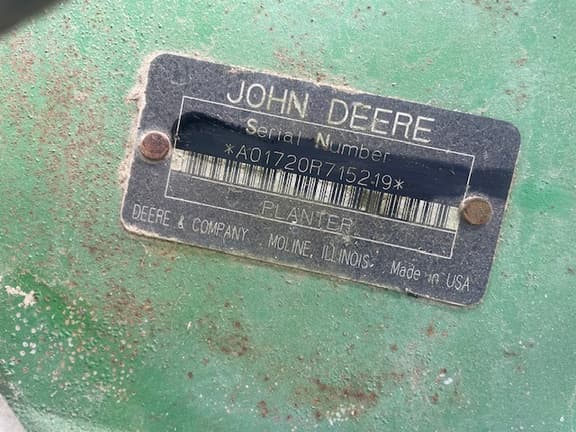 JOHN DEERE
Serial Number
*A01720R715219*
PLANTER
DEERE & COMPANY MOLINE, ILLINOIS Made in USA